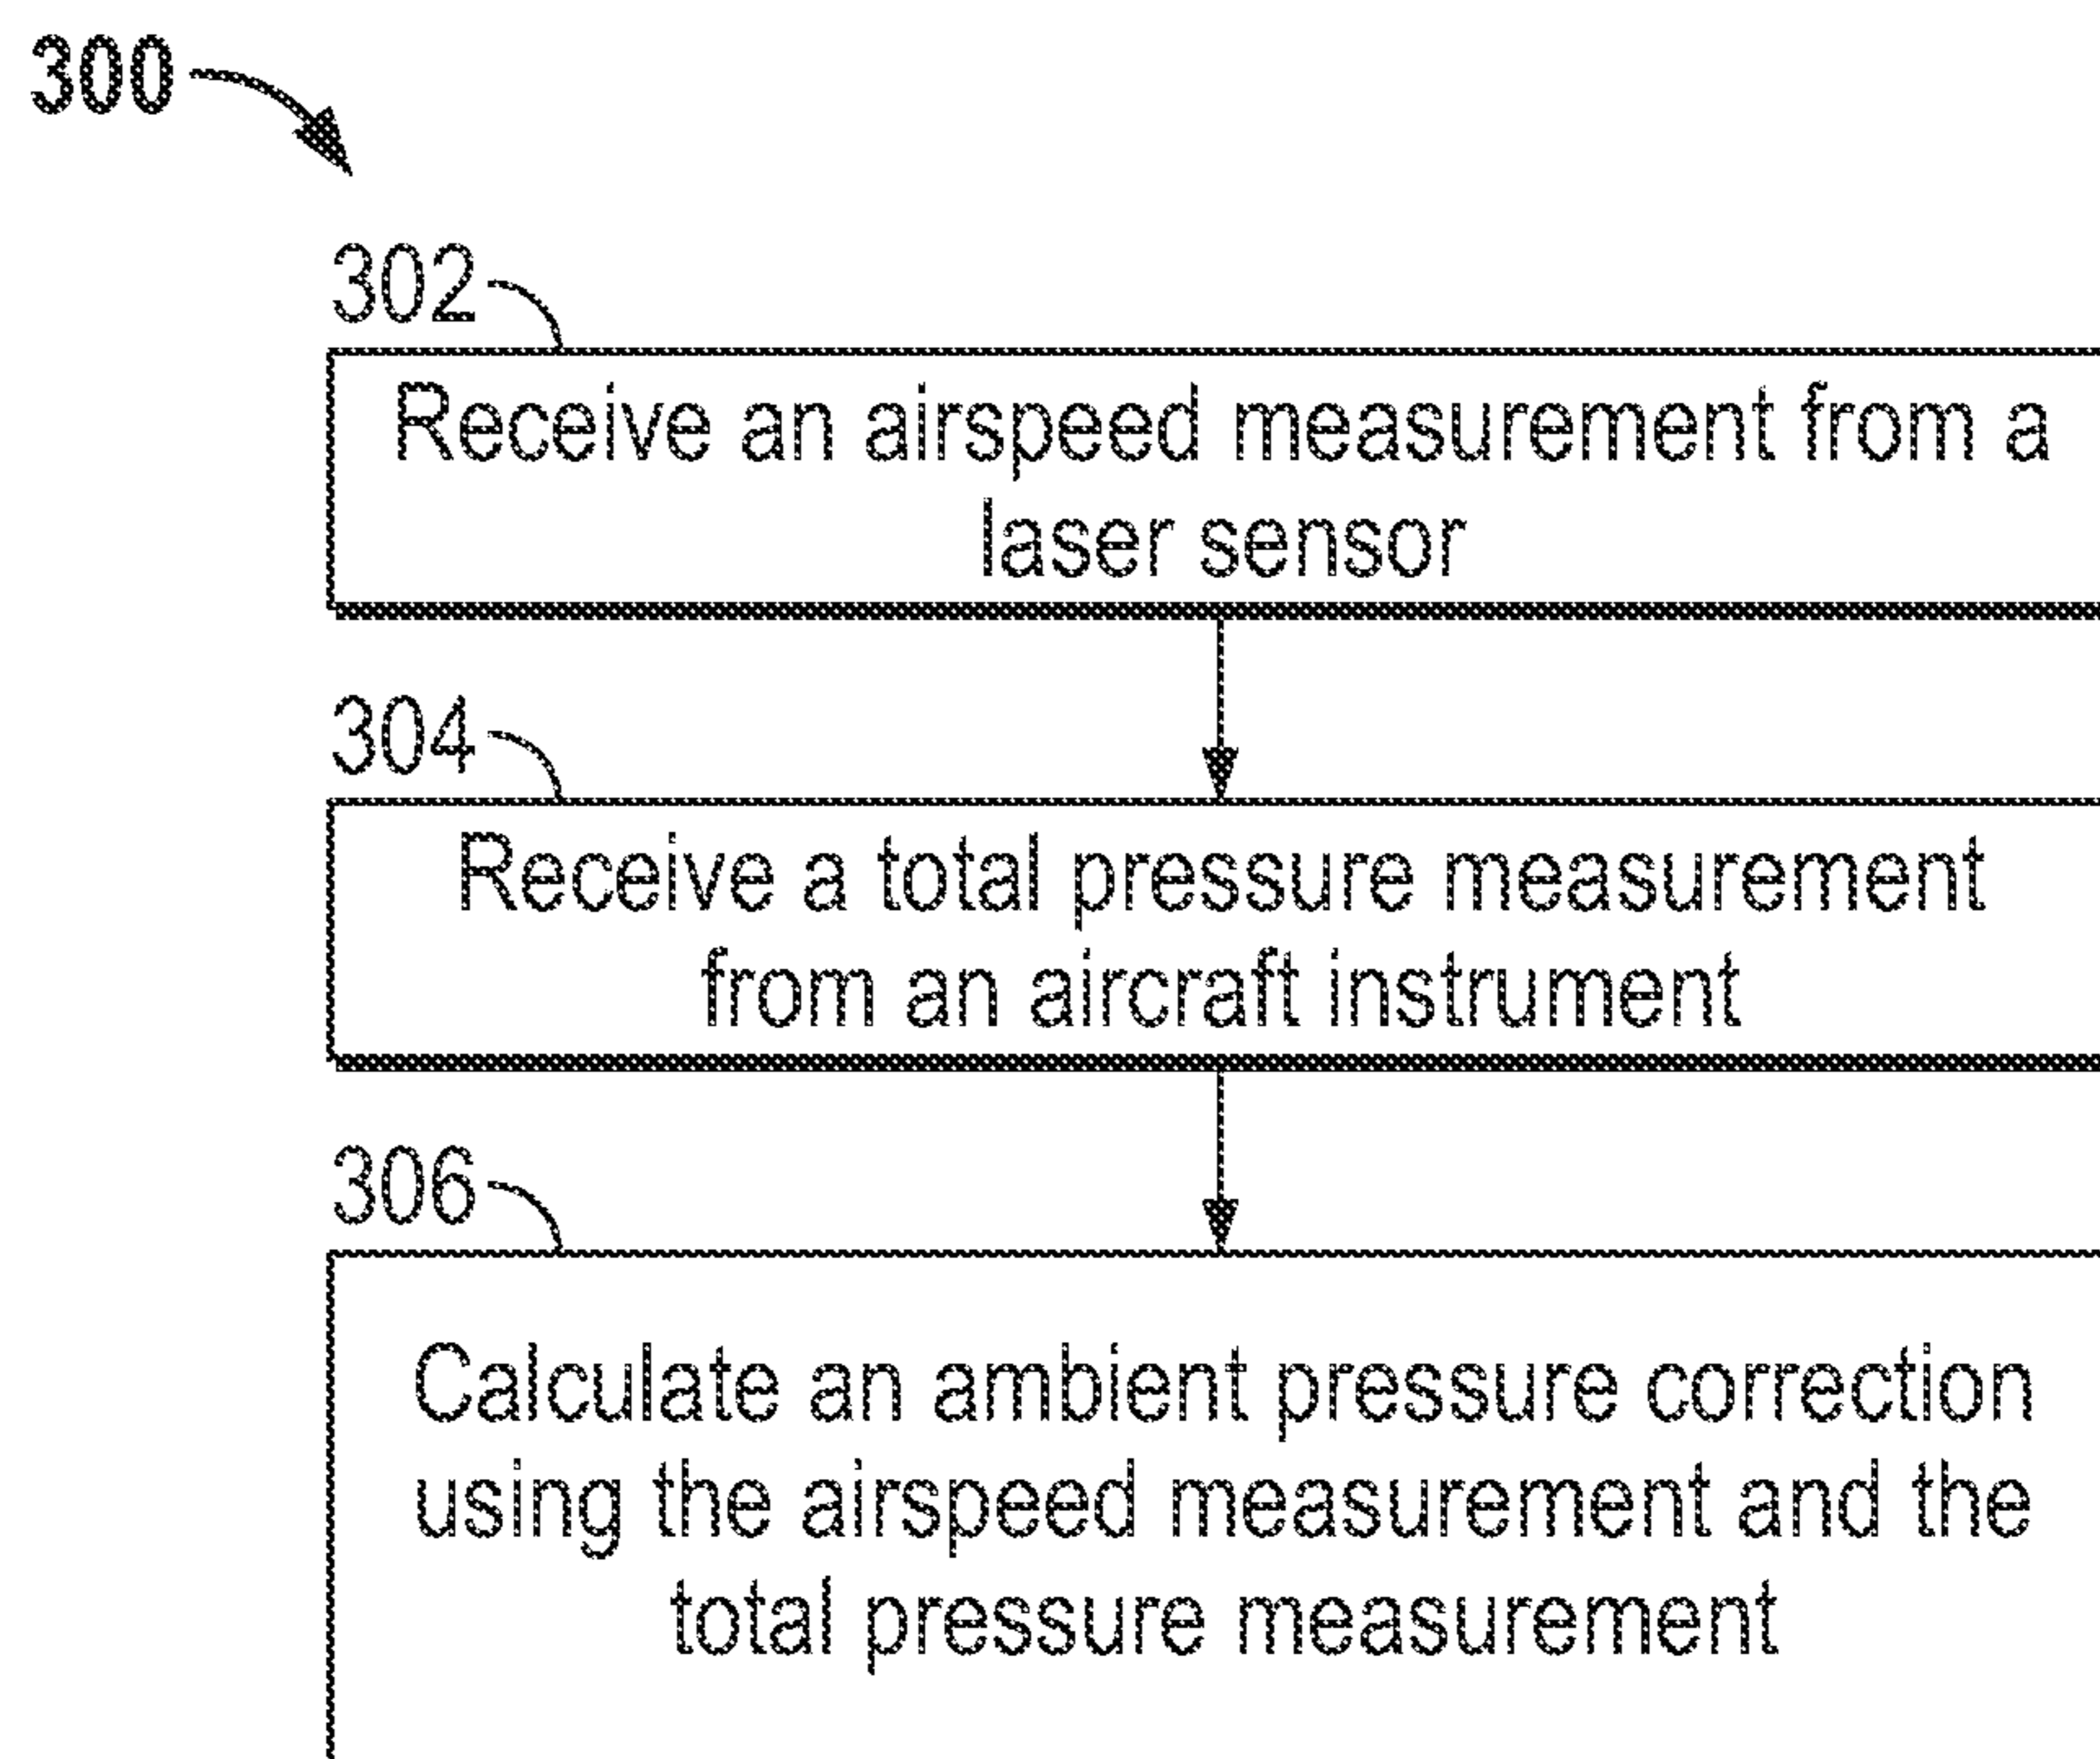 300
302
Receive an airspeed measurement from a
laser sensor
304
Receive a total pressure measurement
from an aircraft instrument
306
Calculate an ambient pressure correction
using the airspeed measurement and the
total pressure measurement